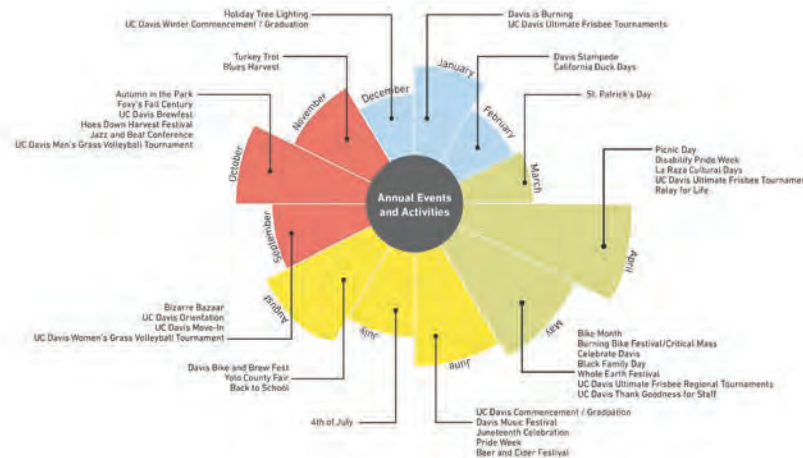 Holiday Tree Lighting
UC Davis Winter Commencement / Graduation
Davis is Burning
UC Davis Ultimate Frisbee Tournaments
Turkey Trot
Blues Harvest
Davis Stampede
California Duck Days
St. Patrick's Day
Autumn in the Park
Foxy's Fall Century
UC Davis Brewfest
Hoes Down Harvest Festival
Jazz and Beat Conference
UC Davis Men's Grass Volleyball Tournament
Picnic Day
Disability Pride Week
La Raza Cultural Days
UC Davis Ultimate Frisbee Tournamen
Relay for Life
January
February
March
April
May
June
July
August
September
October
November
December
Annual Events
and Activities
Bizarre Bazaar
UC Davis Orientation
UC Davis Move-In
UC Davis Women's Grass Volleyball Tournament
Davis Bike and Brew Fest
Yolo County Fair
Back to School
4th of July
Bike Month
Burning Bike Festival/Critical Mass
Celebrate Davis
Black Family Day
Whole Earth Festival
UC Davis Ultimate Frisbee Regional Tournaments
UC Davis Thank Goodness for Staff
UC Davis Commencement / Graduation
Davis Music Festival
Juneteenth Celebration
Pride Week
Beer and Cider Festival